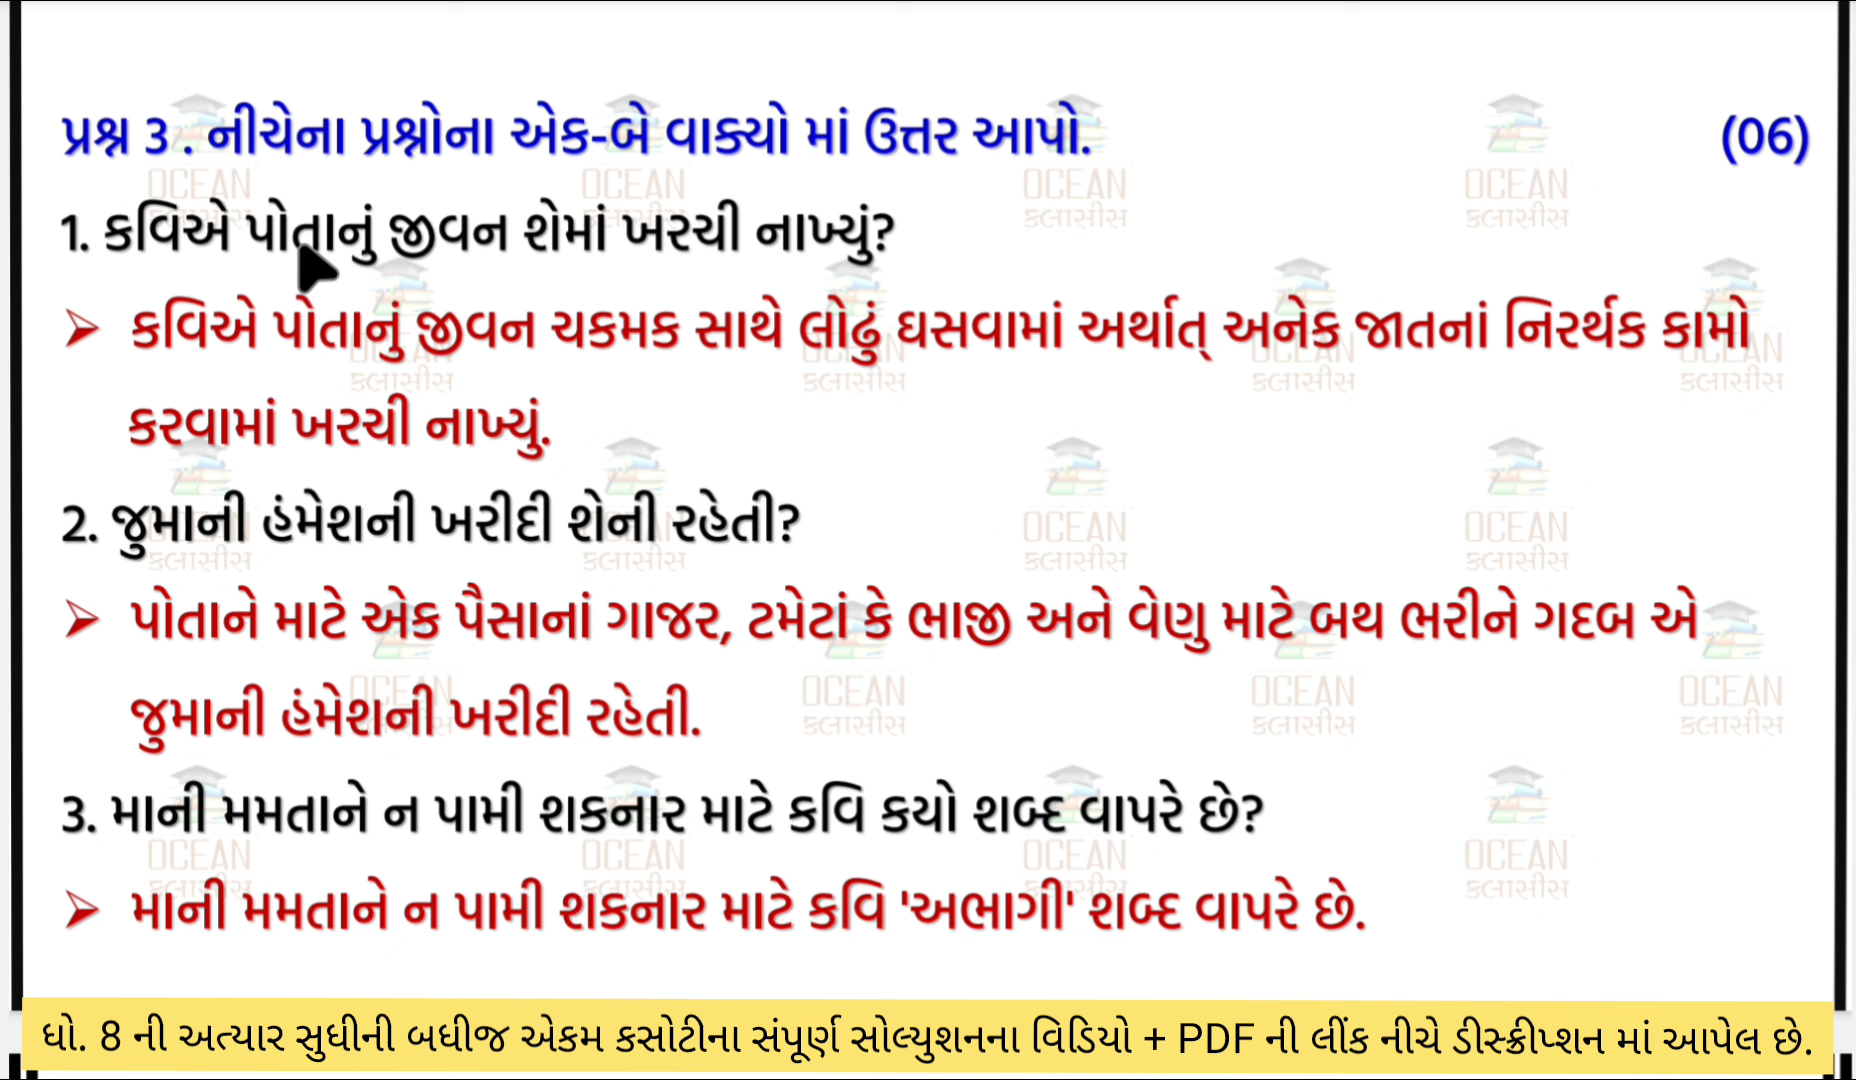 પ્રશ્ન 3 . નીચેના પ્રશ્નોના એક-બે વાક્યો માં ઉત્તર આપો. (06)
1. કવિએ પોતાનું જીવન શેમાં ખરચી નાખ્યું?
➢ કવિએ પોતાનું જીવન ચકમક સાથે લોઢું ઘસવામાં અર્થાત્ અનેક જાતનાં નિરર્થક કામો
કરવામાં ખરચી નાખ્યું.
2. જુમાની હંમેશની ખરીદી શેની રહેતી?
➢ પોતાને માટે એક પૈસાનાં ગાજર, ટમેટાં કે ભાજી અને વેણુ માટે બથ ભરીને ગદબ એ
જુમાની હંમેશની ખરીદી રહેતી.
3. માની મમતાને ન પામી શકનાર માટે કવિ કયો શબ્દ વાપરે છે?
➢ માની મમતાને ન પામી શકનાર માટે કવિ 'અભાગી' શબ્દ વાપરે છે.
ધો. 8 ની અત્યાર સુધીની બધીજ એકમ કસોટીના સંપૂર્ણ સોલ્યુશનના વિડિયો + PDF ની લીંક નીચે ડીસ્ક્રીપ્શન માં આપેલ છે.
OCEAN
કલાસીસ